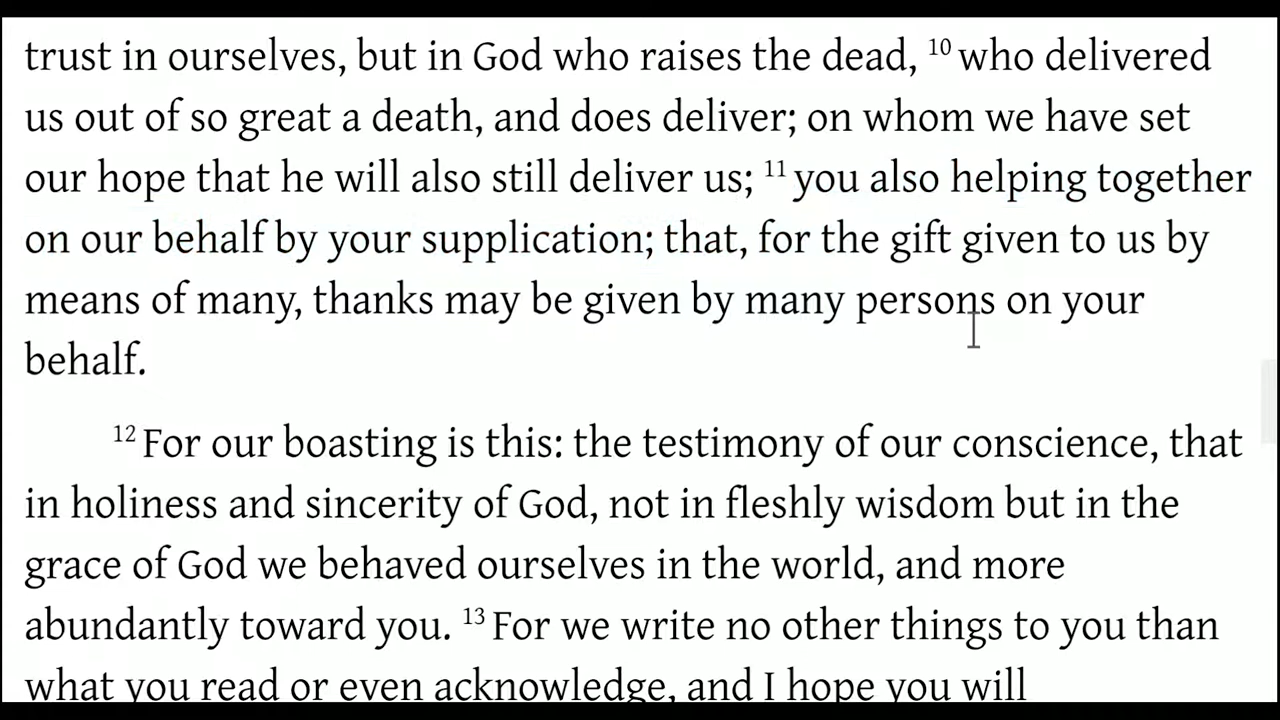 trust in ourselves, but in God who raises the dead, 10 who delivered
us out of so great a death, and does deliver; on whom we have set
our hope that he will also still deliver us; 11 you also helping together
on our behalf by your supplication; that, for the gift given to us by
means of many, thanks may be given by many persons on your
behalf.
12 For our boasting is this: the testimony of our conscience, that
in holiness and sincerity of God, not in fleshly wisdom but in the
grace of God we behaved ourselves in the world, and more
abundantly toward you. 13 For we write no other things to you than
what you read or even acknowledge, and I hope you will